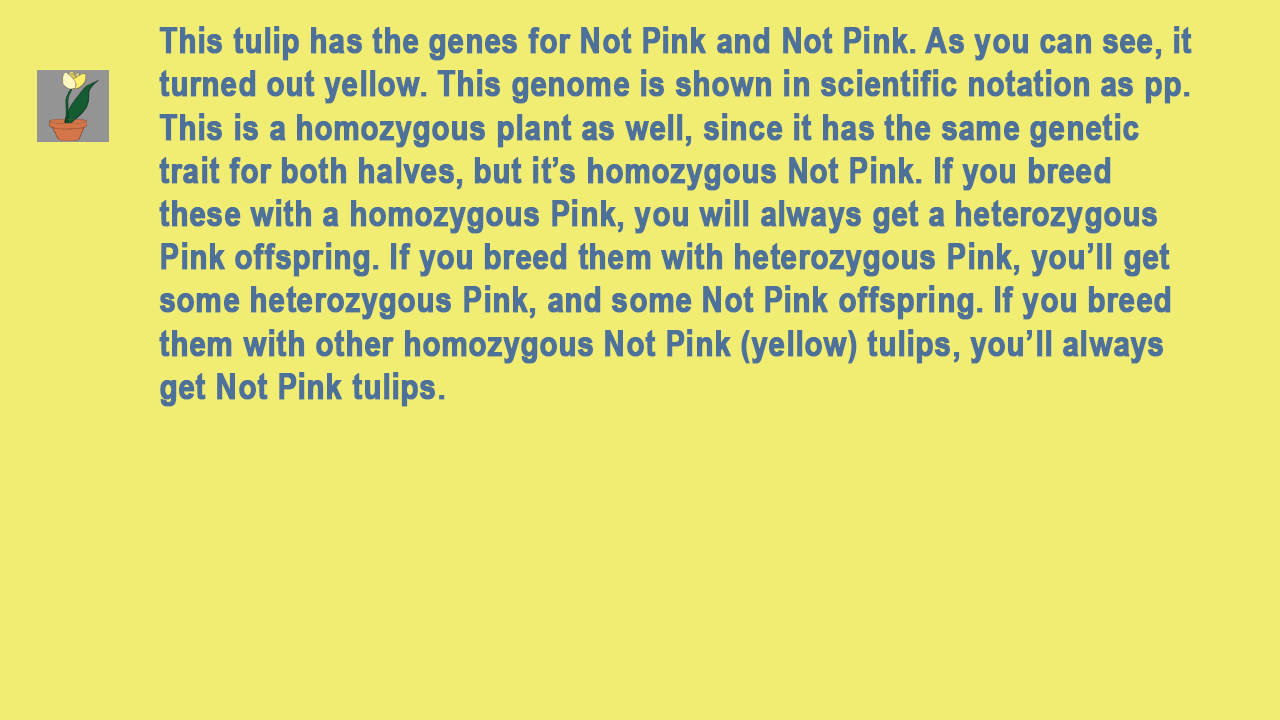 This tulip has the genes for Not Pink and Not Pink. As you can see, it
turned out yellow. This genome is shown in scientific notation as pp.
This is a homozygous plant as well, since it has the same genetic
trait for both halves, but it’s homozygous Not Pink. If you breed
these with a homozygous Pink, you will always get a heterozygous
Pink offspring. If you breed them with heterozygous Pink, you’ll get
some heterozygous Pink, and some Not Pink offspring. If you breed
them with other homozygous Not Pink (yellow) tulips, you’ll always
get Not Pink tulips.